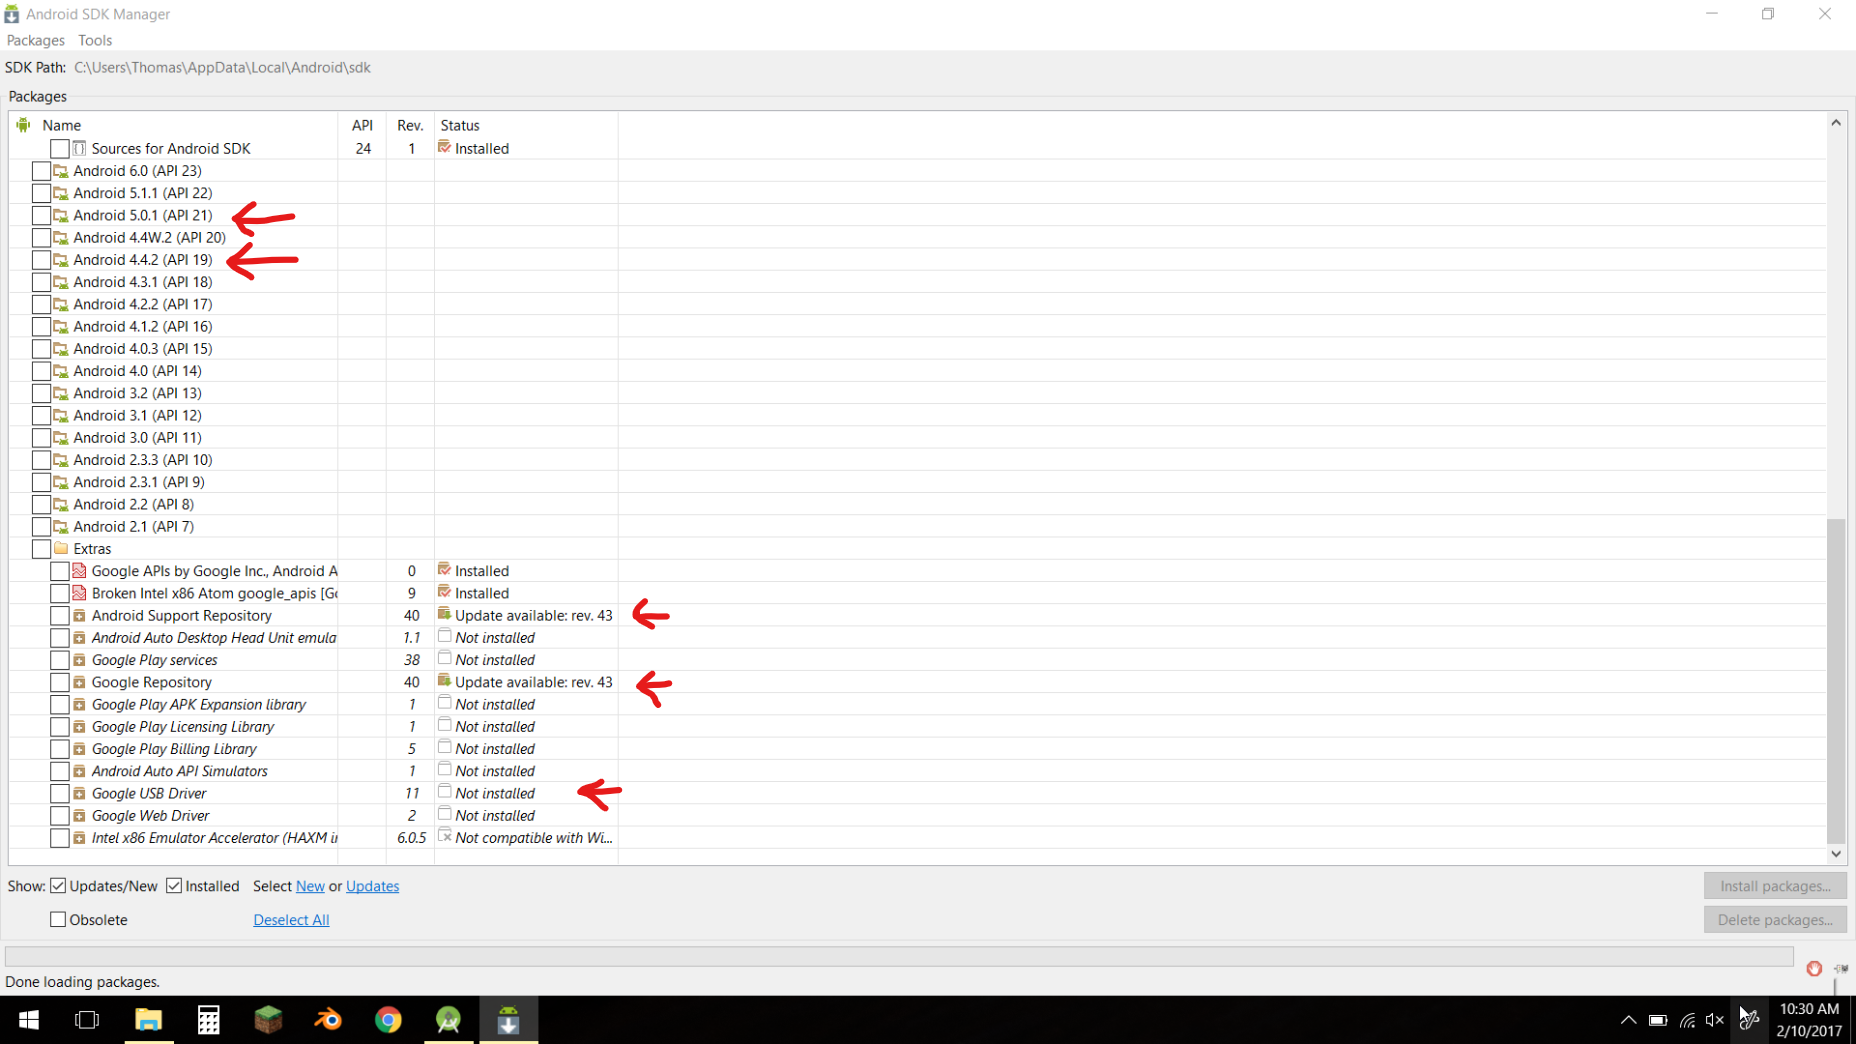 Android SDK Manager
Packages Tools
SDK Path: C:\Users\Thomas\AppData\Local\Android\sdk
Packages
Name API Rev. Status
Sources for Android SDK 24 1 Installed
Android 6.0 (API 23)
Android 5.1.1 (API 22)
Android 5.0.1 (API 21)
Android 4.4W.2 (API 20)
Android 4.4.2 (API 19)
Android 4.3.1 (API 18)
Android 4.2.2 (API 17)
Android 4.1.2 (API 16)
Android 4.0.3 (API 15)
Android 4.0 (API 14)
Android 3.2 (API 13)
Android 3.1 (API 12)
Android 3.0 (API 11)
Android 2.3.3 (API 10)
Android 2.3.1 (API 9)
Android 2.2 (API 8)
Android 2.1 (API 7)
Extras
Google APIs by Google Inc., Android A 0 Installed
Broken Intel x86 Atom google_apis [Go 9 Installed
Android Support Repository 40 Update available: rev. 43
Android Auto Desktop Head Unit emula 1.1 Not installed
Google Play services 38 Not installed
Google Repository 40 Update available: rev. 43
Google Play APK Expansion library 1 Not installed
Google Play Licensing Library 1 Not installed
Google Play Billing Library 5 Not installed
Android Auto API Simulators 1 Not installed
Google USB Driver 11 Not installed
Google Web Driver 2 Not installed
Intel x86 Emulator Accelerator (HAXM in 6.0.5 Not compatible with Wi...
Show: Updates/New Installed Select New or Updates Install packages...
Obsolete Deselect All Delete packages...
Done loading packages.
10:30 AM
2/10/2017